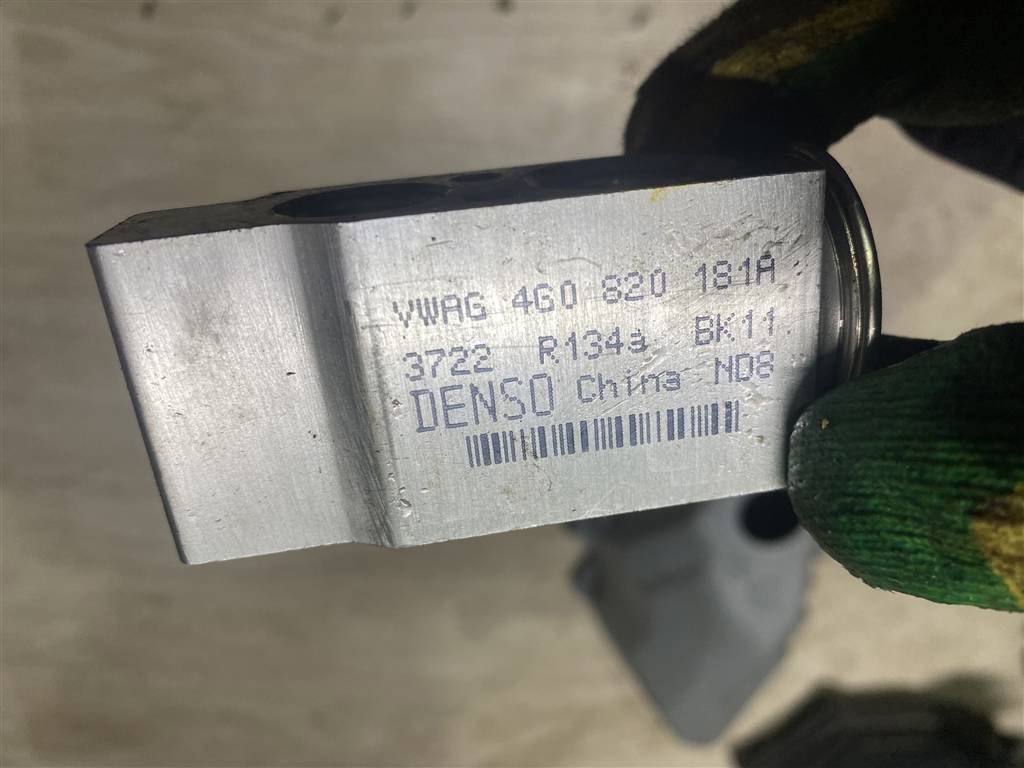 VWAG 4G0 820 181A
3722 R134a BK11
DENSO China ND8